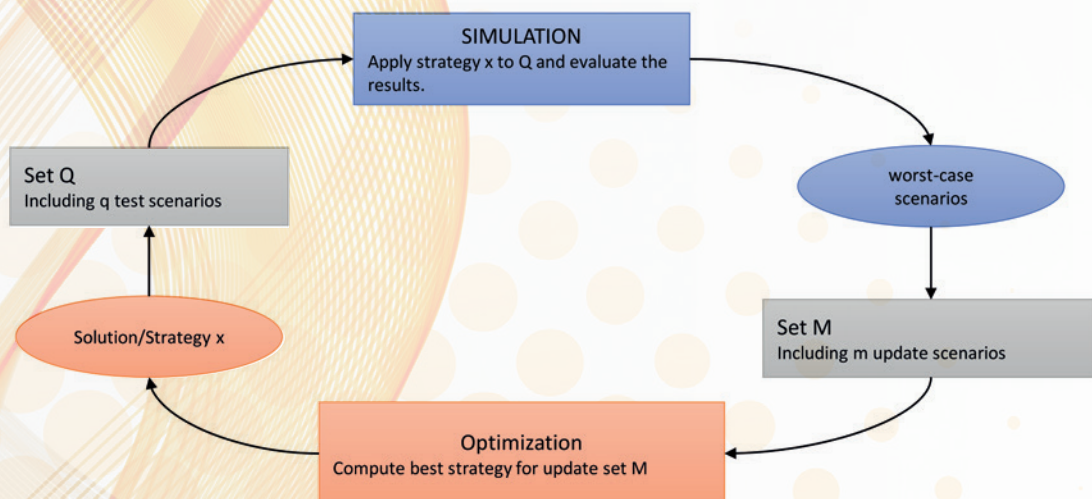 SIMULATION
Apply strategy x to Q and evaluate the
results.
Set Q
Including q test scenarios
worst-case
scenarios
Solution/Strategy x
Set M
Including m update scenarios
Optimization
Compute best strategy for update set M